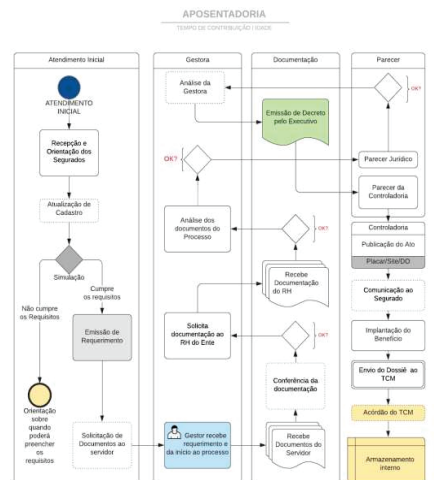 APOSENTADORIA
TEMPO DE CONTRIBUIÇÃO / IDADE
Atendimento Inicial
ATENDIMENTO
INICIAL
Recepção e
Orientação dos
Segurados
Atualização de
Cadastro
Simulação
Não cumpre
os Requisitos
Cumpre
os requisitos
Emissão de
Requerimento
Orientação
sobre
quando
poderá
preencher
os
requisitos
Solicitação de
Documentos ao
servidor
Gestora
Análise da
Gestora
OK?
Análise dos
documentos do
Processo
Solicita
documentação ao
RH do Ente
Gestor recebe
requerimento e
da início ao processo
Documentação
Emissão de Decreto
pelo Executivo
OK?
Recebe
Documentação
do RH
OK?
Conferência da
documentação
Recebe
Documentos do
Servidor
Parecer
OK?
Parecer Jurídico
Parecer da
Controladoria
Controladoria
Publicação do Ato
Placar/Site/DO
Comunicação ao
Segurado
Implantação do
Benefício
Envio do Dossiê ao
TCM
Acórdão do TCM
Armazenamento
interno